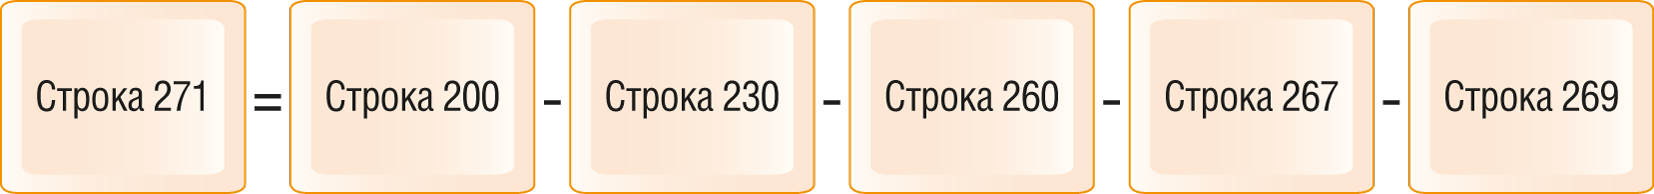 Строка 271 = Строка 200 - Строка 230 - Строка 260 - Строка 267 - Строка 269